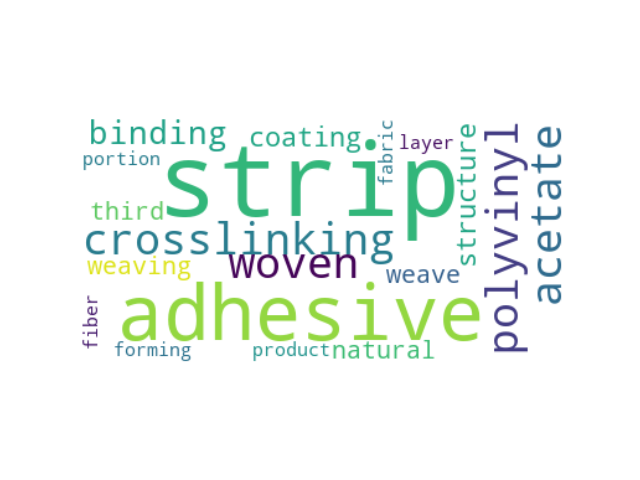 binding
coating
fabric
layer
structure
polyvinyl
acetate
portion
strip
third
crosslinking
weaving
woven
weave
adhesive
fiber
forming
product
natural